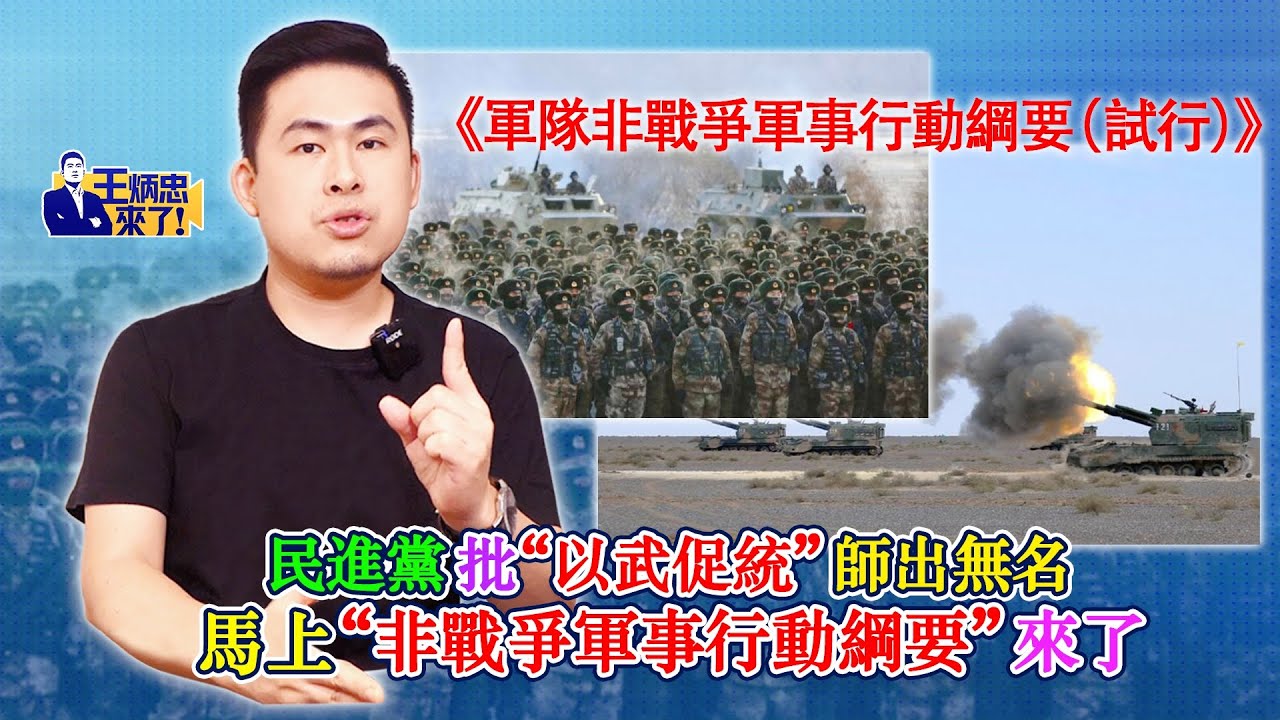 《軍隊非戰爭軍事行動綱要(試行)》
王炳忠
來了!
民進黨批“以武促統”師出無名
馬上“非戰爭軍事行動綱要”來了
RODE
121